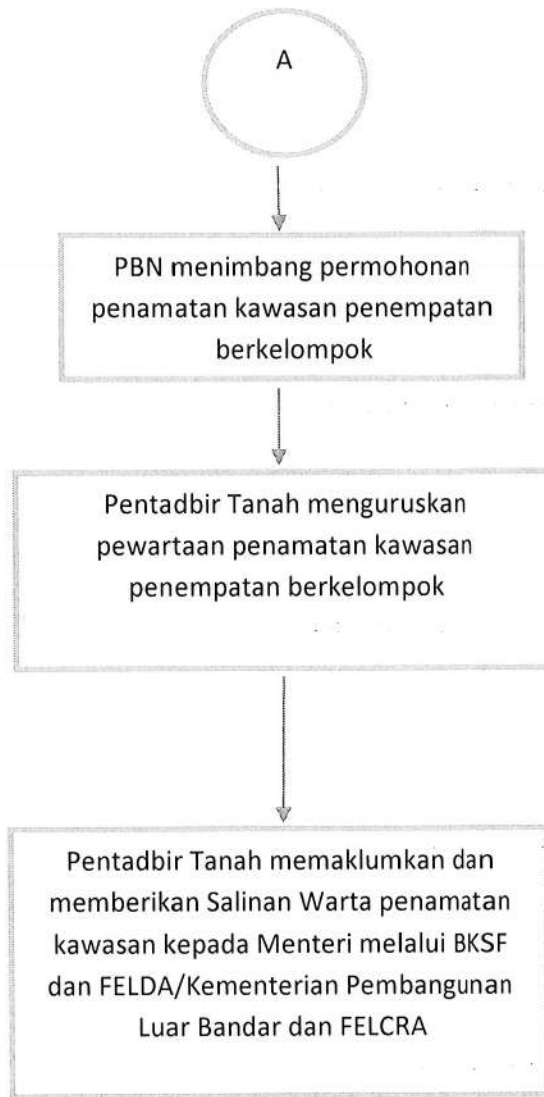 A
PBN menimbang permohonan
penamatan kawasan penempatan
berkelompok
Pentadbir Tanah menguruskan
pewartaan penamatan kawasan
penempatan berkelompok
Pentadbir Tanah memaklumkan dan
memberikan Salinan Warta penamatan
kawasan kepada Menteri melalui BKSF
dan FELDA/Kementerian Pembangunan
Luar Bandar dan FELCRA